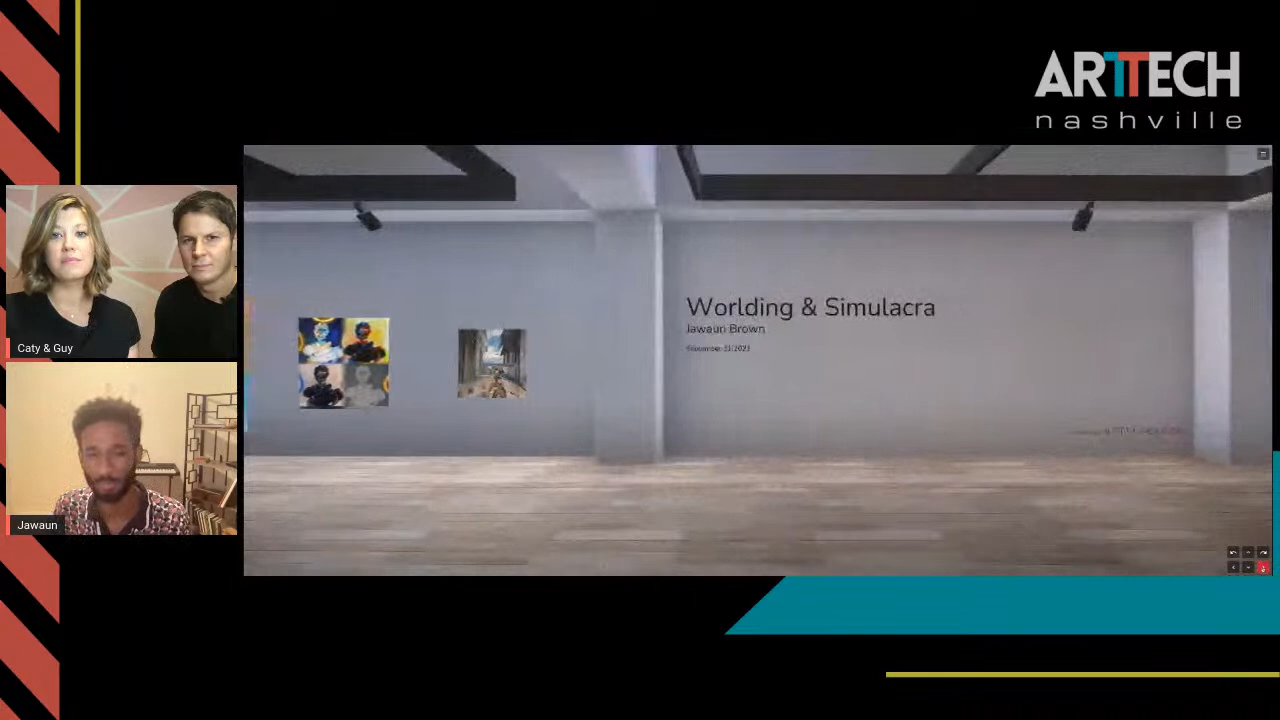 ARTTECH
nashville
Caty & Guy
Jawaun
Worlding & Simulacra
Jawaun Brown